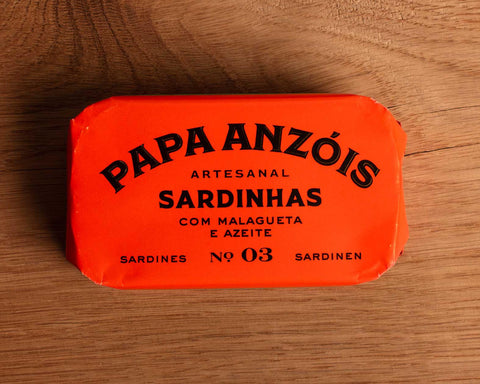 PAPA ANZÓIS
ARTESANAL
SARDINHAS
COM MALAGUETA
E AZEITE
SARDINES Nº 03 SARDINEN